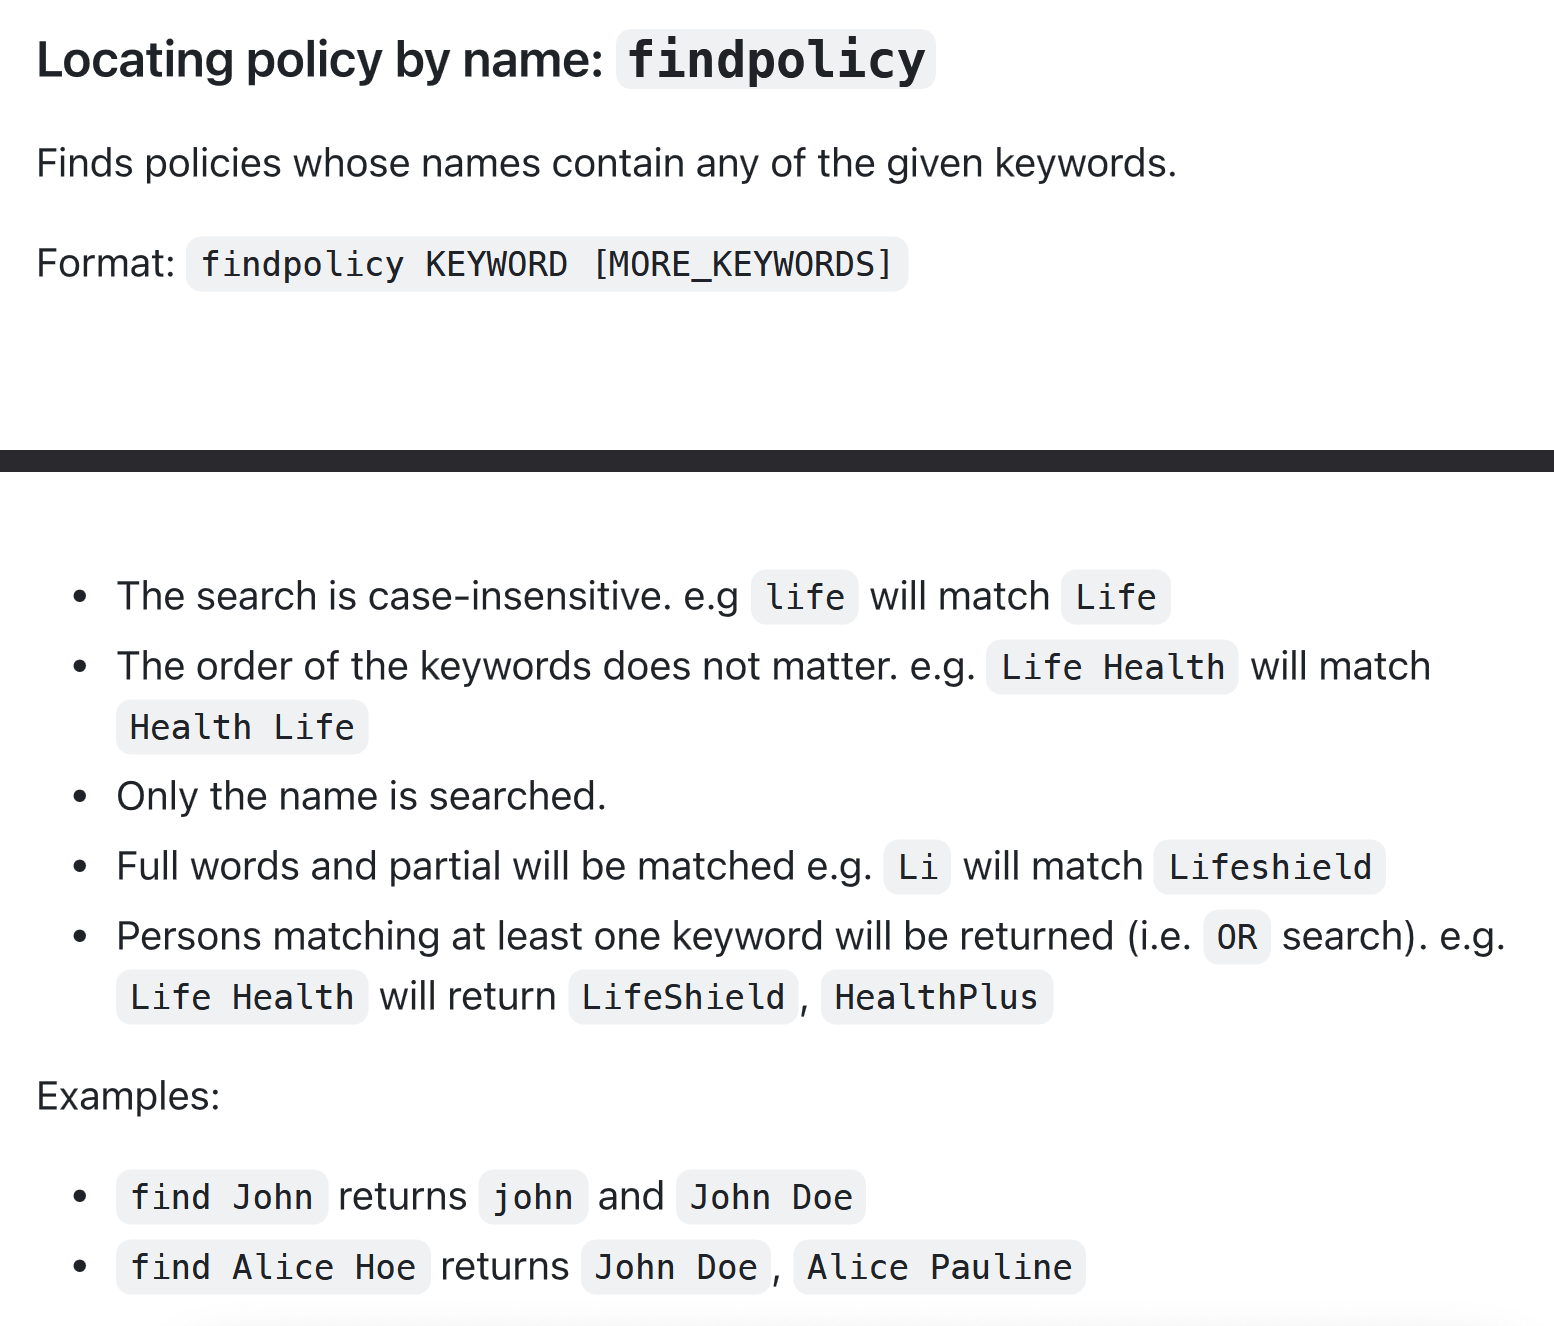 Locating policy by name: findpolicy
Finds policies whose names contain any of the given keywords.
Format: findpolicy KEYWORD [MORE_KEYWORDS]
• The search is case-insensitive. e.g life will match Life
• The order of the keywords does not matter. e.g. Life Health will match
Health Life
• Only the name is searched.
• Full words and partial will be matched e.g. Li will match Lifeshield
• Persons matching at least one keyword will be returned (i.e. OR search). e.g.
Life Health will return LifeShield, HealthPlus
Examples:
• find John returns john and John Doe
• find Alice Hoe returns John Doe, Alice Pauline